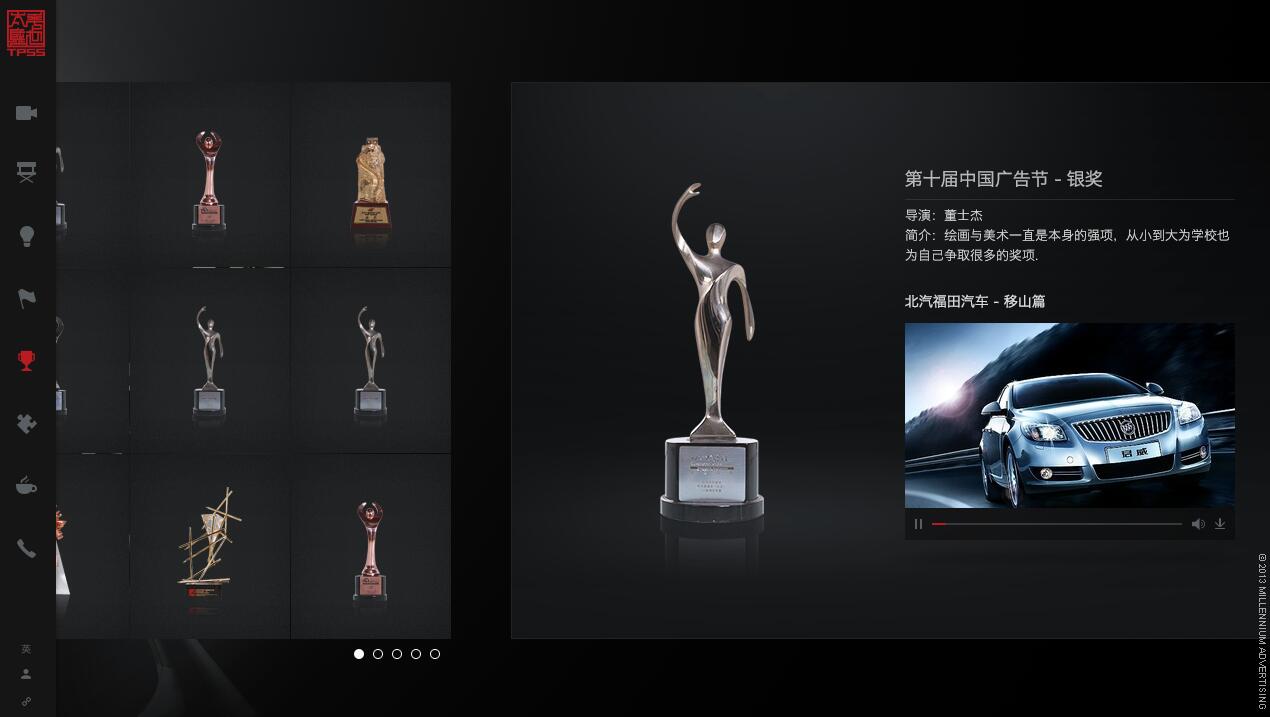 TPSS
第十届中国广告节 - 银奖
导演：董士杰
简介：绘画与美术一直是本身的强项，从小到大为学校也
为自己争取很多的奖项.
北汽福田汽车 - 移山篇
君威
英
© 2013 MILLENNIUM ADVERTISING